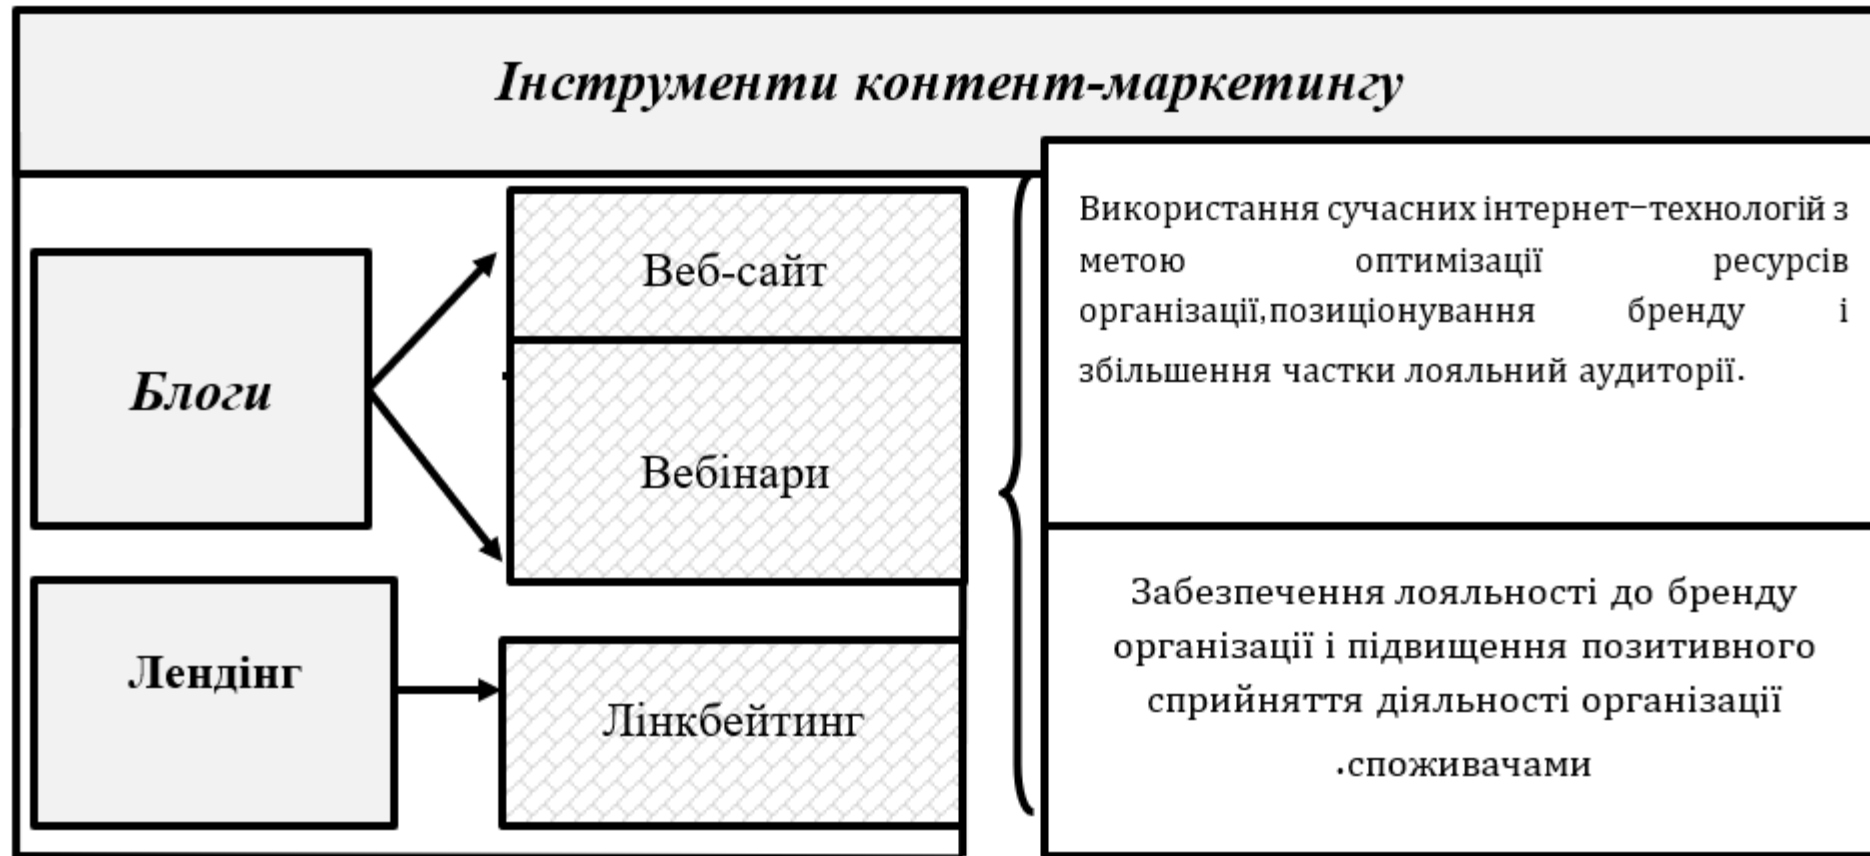 Інструменти контент-маркетингу
Блоги
Веб-сайт
Вебінари
Лендінг
Лінкбейтинг
Використання сучасних інтернет–технологій з
метою оптимізації ресурсів
організації,позиціонування бренду і
збільшення частки лояльний аудиторії.
Забезпечення лояльності до бренду
організації і підвищення позитивного
сприйняття діяльності організації
.споживачами